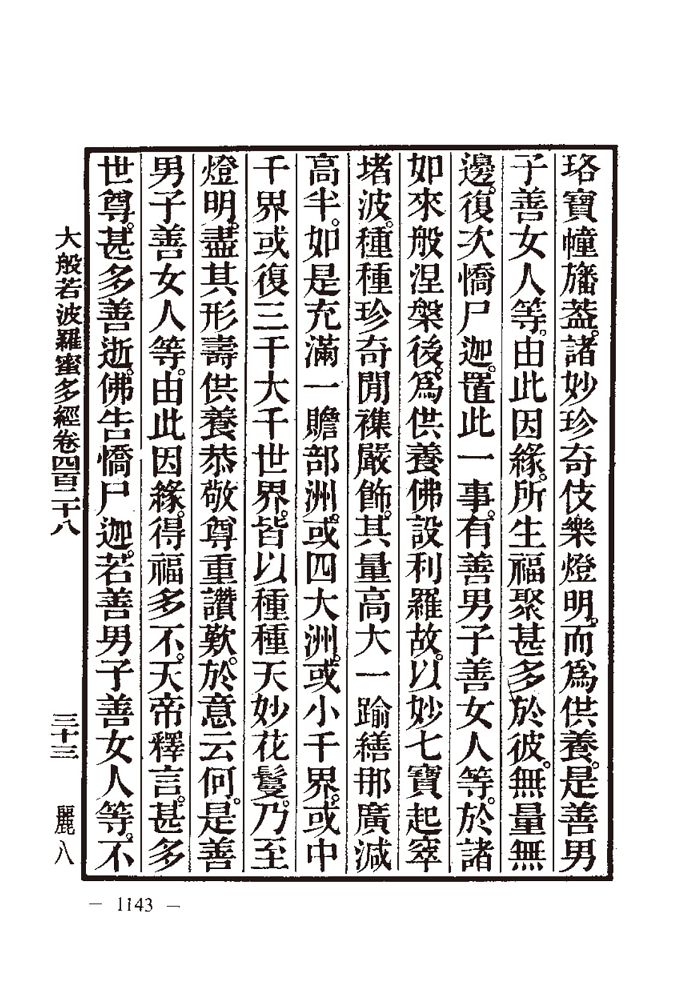 珞寶幢旛葢。諸妙珍奇伎樂燈明。而爲供養。是善男
子善女人等。由此因緣。所生福聚甚多於彼。無量無
邊。復次憍尸迦。置此一事。有善男子善女人等。於諸
如來般涅槃後。爲供養佛設利羅故。以妙七寶起窣
堵波。種種珍奇閒襍嚴飾。其量高大一踰繕那。廣減
高半。如是充滿一贍部洲。或四大洲。或小千界。或中
千界。或復三千大千世界。皆以種種天妙花鬘。乃至
燈明。盡其形壽供養恭敬尊重讚歎。於意云何。是善
男子善女人等。由此因緣。得福多不。天帝釋言。甚多
世尊。甚多善逝。佛告憍尸迦。若善男子善女人等。不
大般若波羅蜜多經卷四百二十八 三十三 麗八
— 1143 —